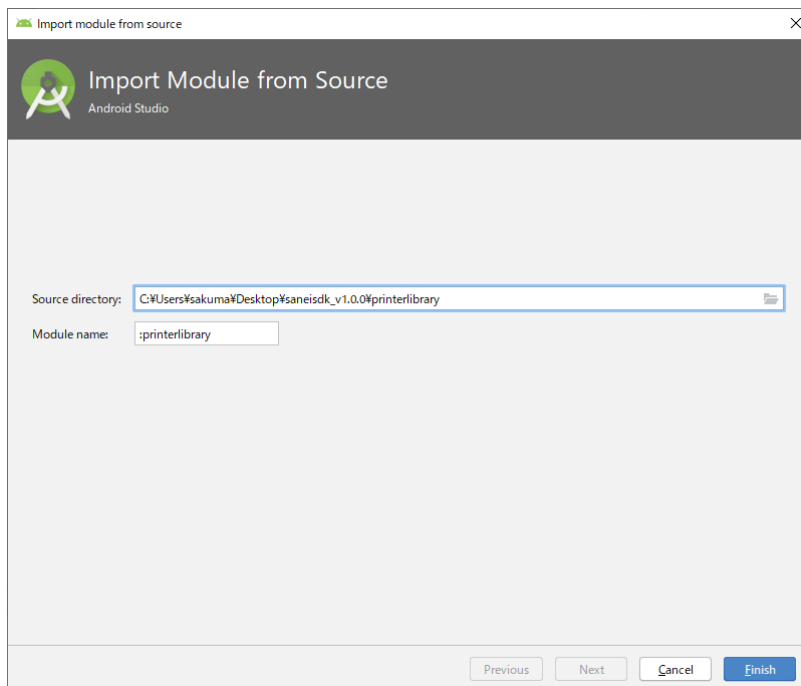 Import module from source
Import Module from Source
Android Studio
Source directory: C:¥Users¥sakuma¥Desktop¥saneisdk_v1.0.0¥printerlibrary
Module name: :printerlibrary
Previous Next Cancel Finish